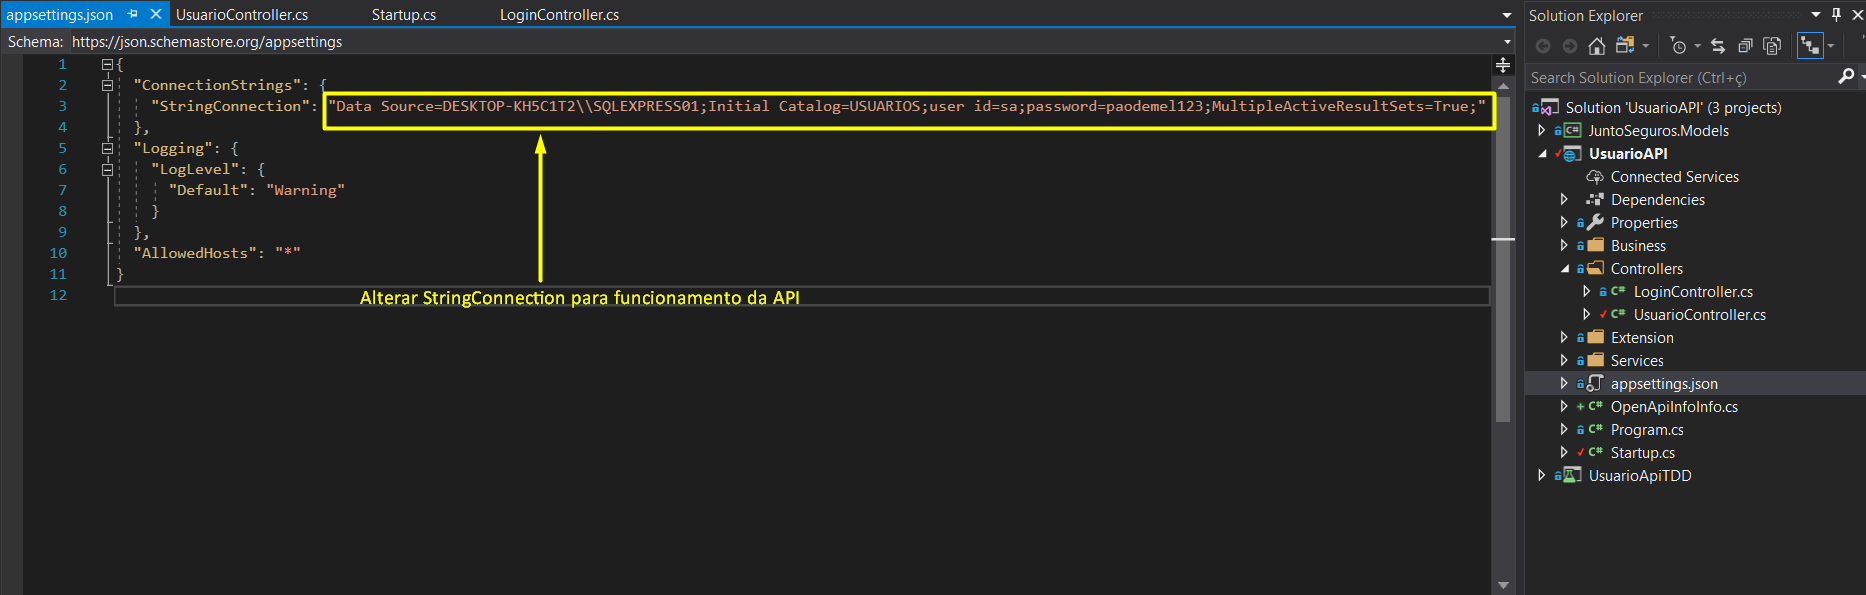 appsettings.json
UsuarioController.cs
Startup.cs
LoginController.cs
Schema: https://json.schemastore.org/appsettings
1 {
2 "ConnectionStrings": {
3 "StringConnection": "Data Source=DESKTOP-KH5C1T2\\SQLEXPRESS01;Initial Catalog=USUARIOS;user id=sa;password=paodemel123;MultipleActiveResultSets=True;"
4 },
5 "Logging": {
6 "LogLevel": {
7 "Default": "Warning"
8 }
9 },
10 "AllowedHosts": "*"
11 }
12
Alterar StringConnection para funcionamento da API
Solution Explorer
Search Solution Explorer (Ctrl+ç)
Solution 'UsuarioAPI' (3 projects)
C# JuntoSeguros.Models
UsuarioAPI
Connected Services
Dependencies
Properties
Business
Controllers
C# LoginController.cs
C# UsuarioController.cs
Extension
Services
appsettings.json
C# OpenApiInfoInfo.cs
C# Program.cs
C# Startup.cs
UsuarioApiTDD